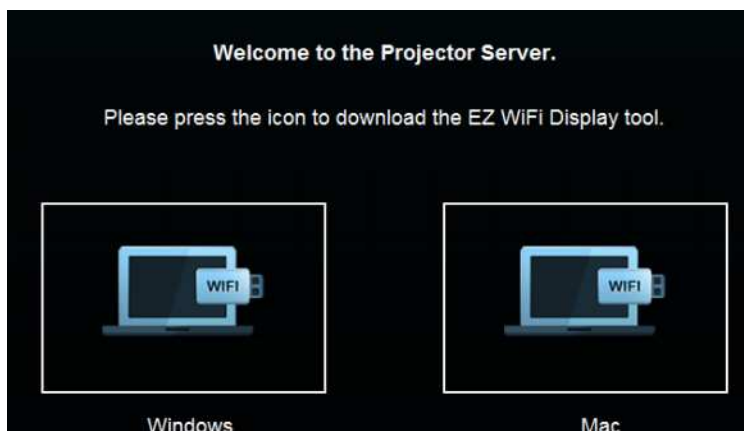 Welcome to the Projector Server.
Please press the icon to download the EZ WiFi Display tool.
WIFI WIFI
Windows Mac